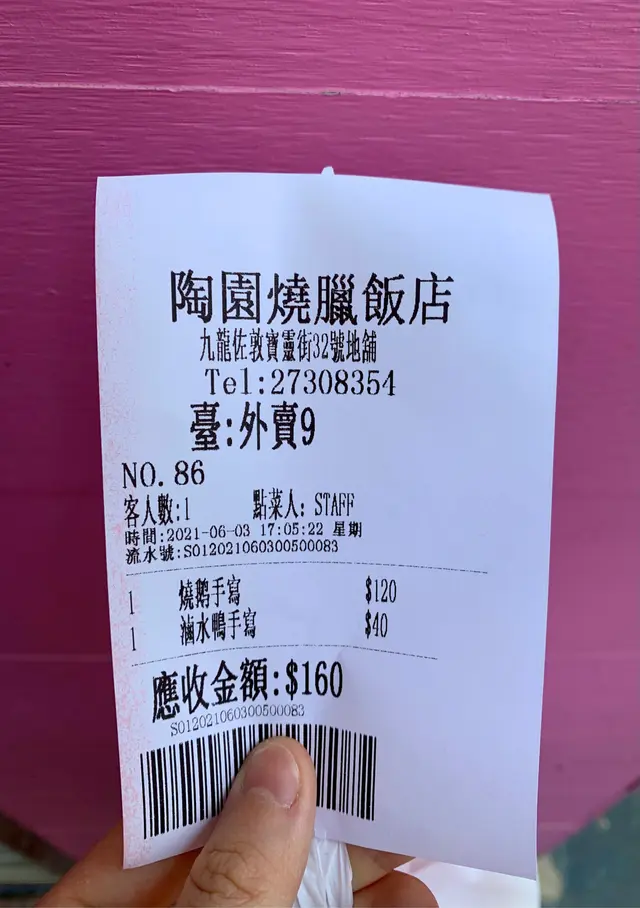 陶園燒臘飯店
九龍佐敦寶靈街32號地舖
Tel:27308354
臺:外賣9
NO.86
客人數:1 點菜人: STAFF
時間:2021-06-03 17:05:22 星期
流水號:S012021060300500083
1 燒鹅手寫 $120
1 滷水鴨手寫 $40
應收金額:$160
S012021060300500083